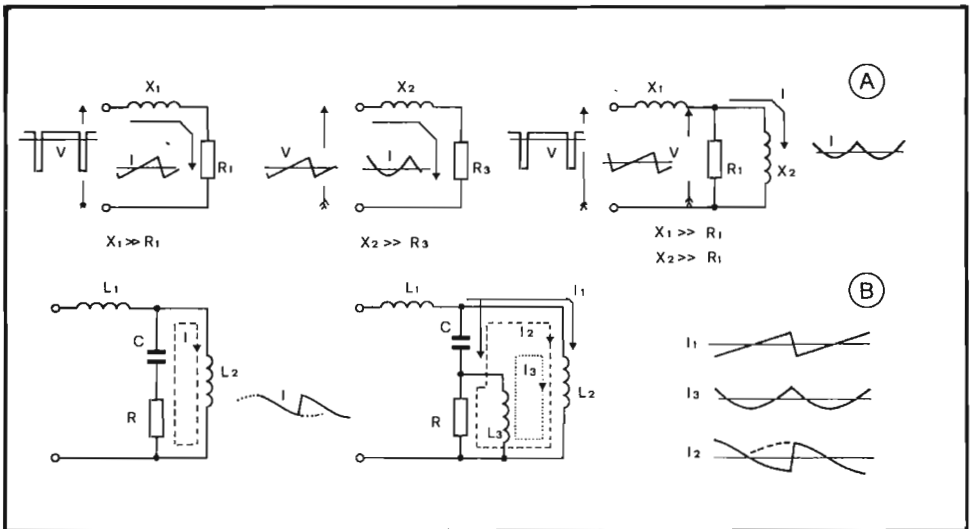 A
X1
V
I
R1
X1 >> R1
X2
V
I
R3
X2 >> R3
X1
V
I
V
R1
X2
I
X1 >> R1
X2 >> R1
B
L1
C
I
R
L2
I
L1
I1
C
I2
I3
R
L3
L2
I1
I3
I2